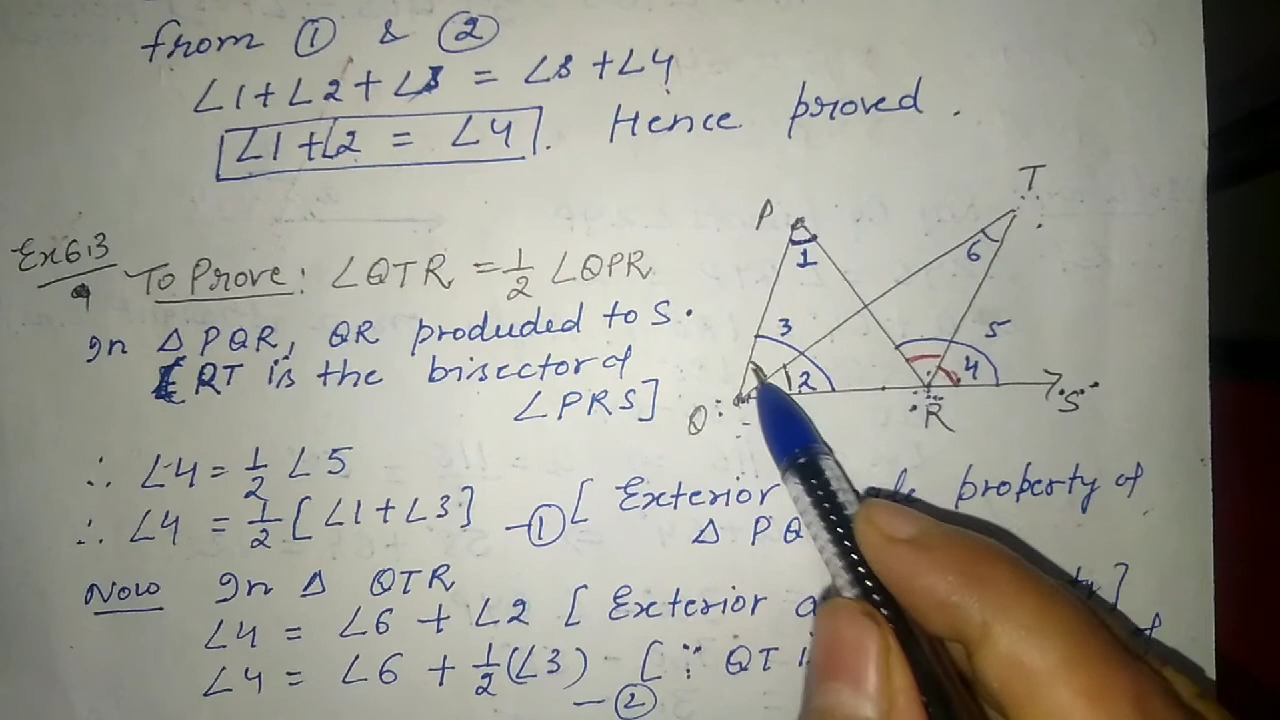 from ① & ②
∠1+∠2+∠3 = ∠3+∠4
∠1+∠2 = ∠4. Hence proved.
Ex6.3/9 To Prove: ∠QTR = 1/2 ∠QPR
In Δ PQR, QR produded to S.
[RT is the bisector of
∠PRS]
∴ ∠4 = 1/2 ∠5
∴ ∠4 = 1/2 [∠1+∠3] —① [Exterior property of
Δ PQ
Now In Δ QTR
∠4 = ∠6 + ∠2 [Exterior
∠4 = ∠6 + 1/2(∠3) [∵ QT
—②
T
P
6
1
3
5
2
4
Q
R
S